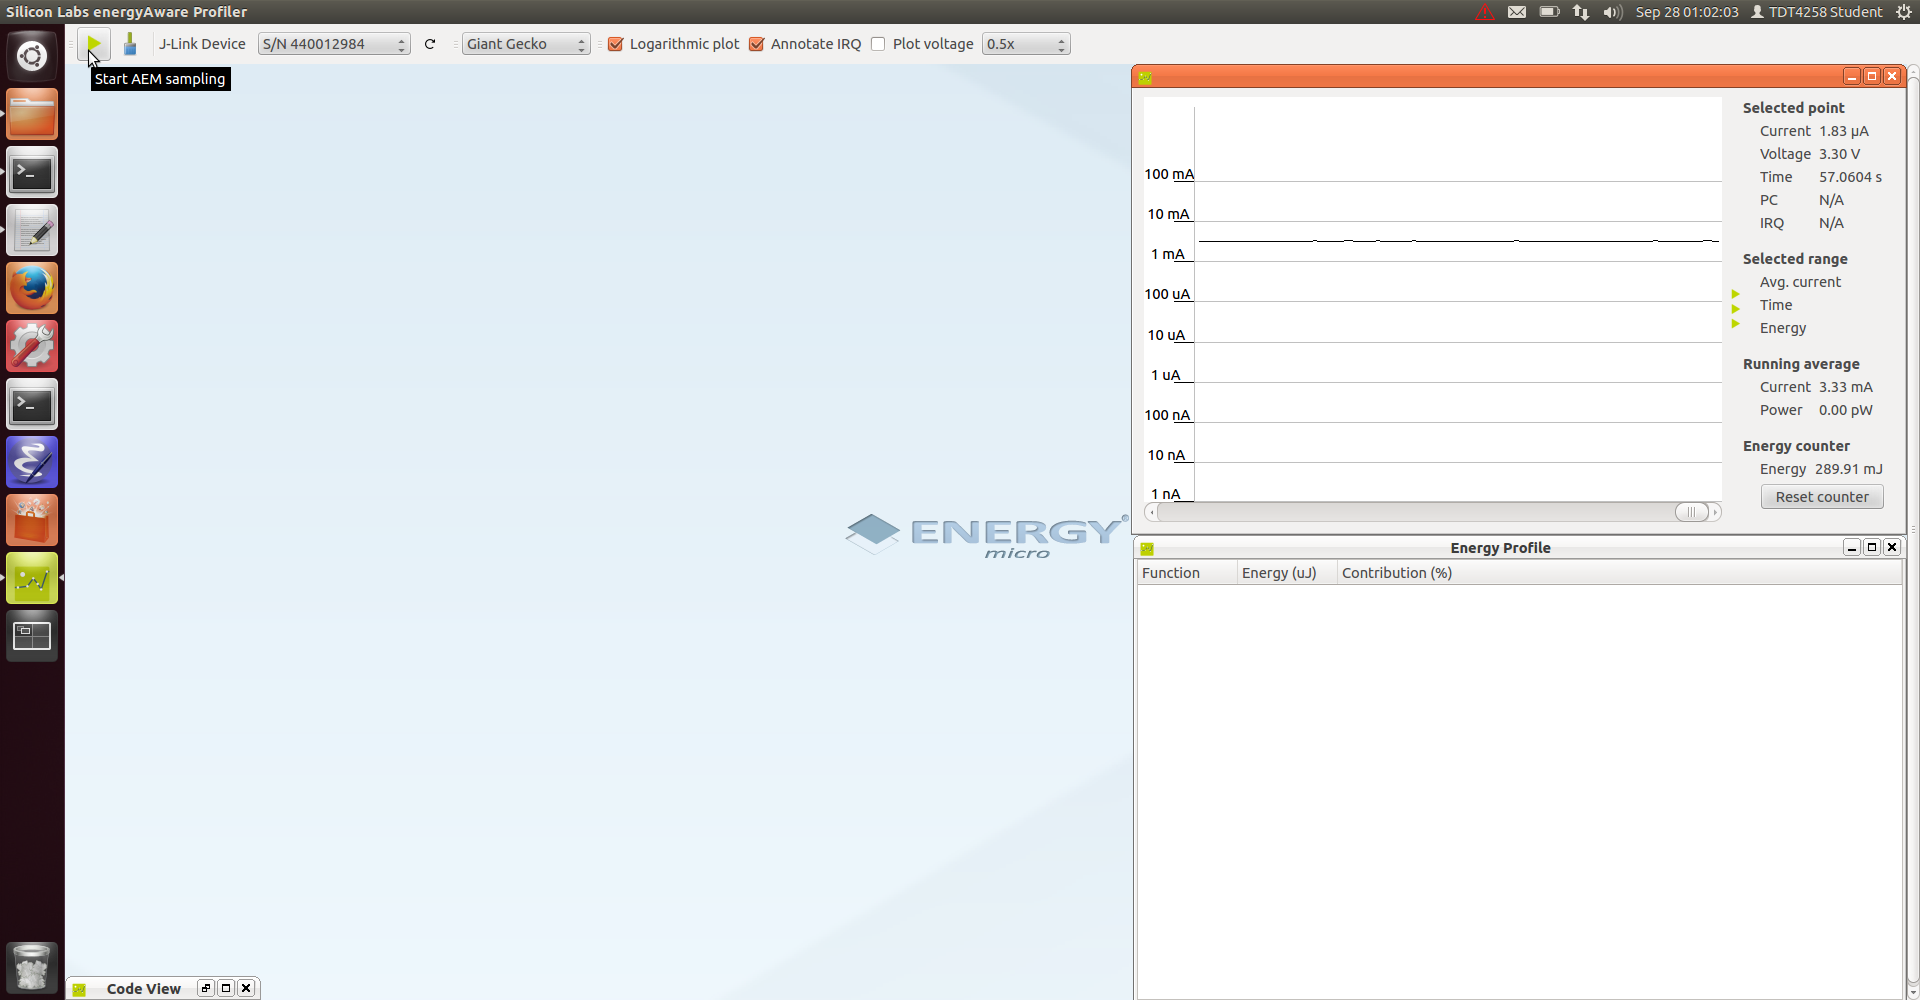 Silicon Labs energyAware Profiler
Sep 28 01:02:03 TDT4258 Student
J-Link Device S/N 440012984 Giant Gecko Logarithmic plot Annotate IRQ Plot voltage 0.5x
Start AEM sampling
100 mA
10 mA
1 mA
100 uA
10 uA
1 uA
100 nA
10 nA
1 nA
Selected point
Current 1.83 µA
Voltage 3.30 V
Time 57.0604 s
PC N/A
IRQ N/A
Selected range
Avg. current
Time
Energy
Running average
Current 3.33 mA
Power 0.00 pW
Energy counter
Energy 289.91 mJ
Reset counter
ENERGY®
micro
Energy Profile
Function Energy (uJ) Contribution (%)
Code View